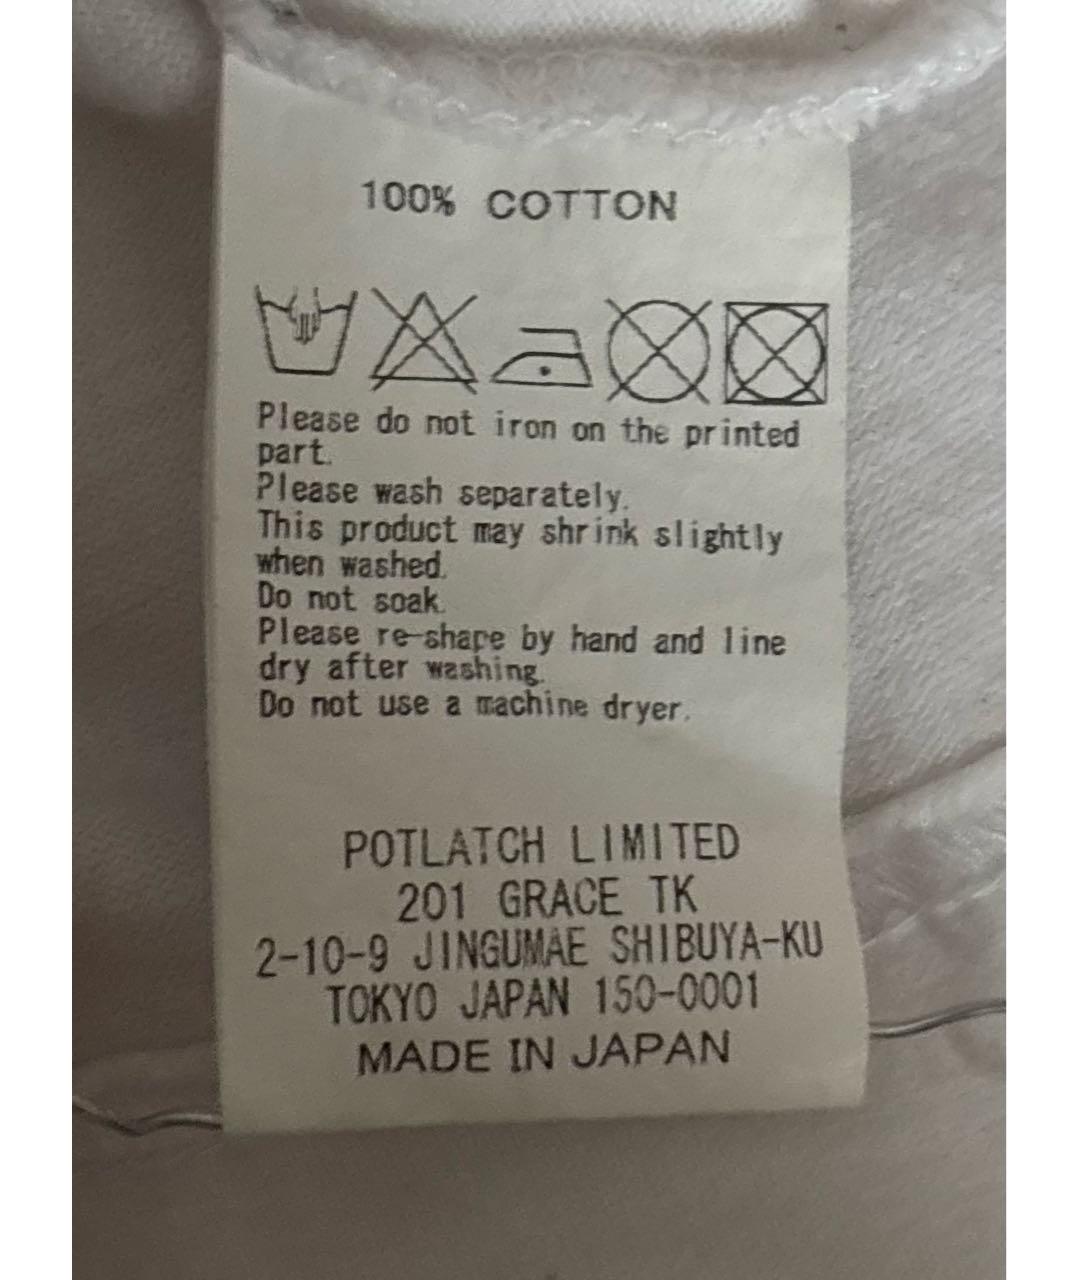 100% COTTON
Please do not iron on the printed
part.
Please wash separately.
This product may shrink slightly
when washed.
Do not soak.
Please re-shape by hand and line
dry after washing.
Do not use a machine dryer.
POTLATCH LIMITED
201 GRACE TK
2-10-9 JINGUMAE SHIBUYA-KU
TOKYO JAPAN 150-0001
MADE IN JAPAN